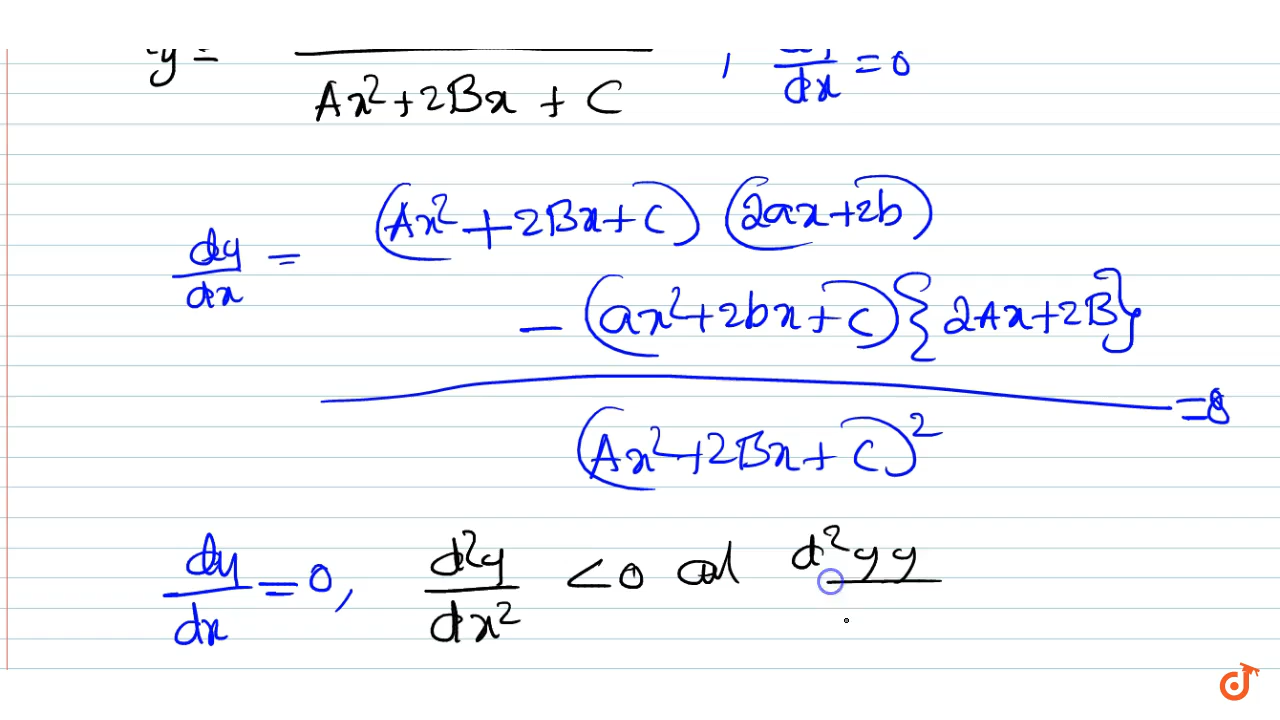 y =
Ax²+2Bx + C , dy/dx = 0
dy/dx = (Ax² + 2Bx + C) (2ax+2b)
− (ax²+2bx+c) {2Ax+2B}
= 0
(Ax²+2Bx+C)²
dy/dx = 0, d²y/dx² < 0 d²yy